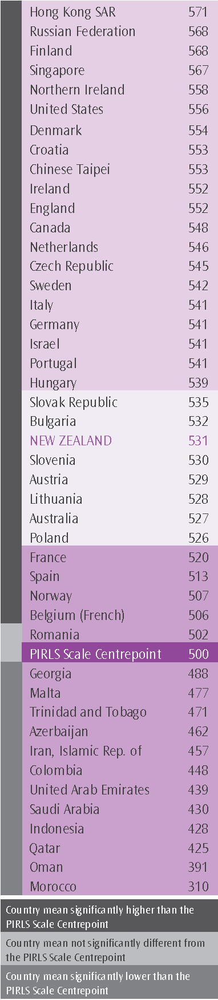 Hong Kong SAR 571
Russian Federation 568
Finland 568
Singapore 567
Northern Ireland 558
United States 556
Denmark 554
Croatia 553
Chinese Taipei 553
Ireland 552
England 552
Canada 548
Netherlands 546
Czech Republic 545
Sweden 542
Italy 541
Germany 541
Israel 541
Portugal 541
Hungary 539
Slovak Republic 535
Bulgaria 532
NEW ZEALAND 531
Slovenia 530
Austria 529
Lithuania 528
Australia 527
Poland 526
France 520
Spain 513
Norway 507
Belgium (French) 506
Romania 502
PIRLS Scale Centrepoint 500
Georgia 488
Malta 477
Trinidad and Tobago 471
Azerbaijan 462
Iran, Islamic Rep. of 457
Colombia 448
United Arab Emirates 439
Saudi Arabia 430
Indonesia 428
Qatar 425
Oman 391
Morocco 310
Country mean significantly higher than the
PIRLS Scale Centrepoint
Country mean not significantly different from
the PIRLS Scale Centrepoint
Country mean significantly lower than the
PIRLS Scale Centrepoint